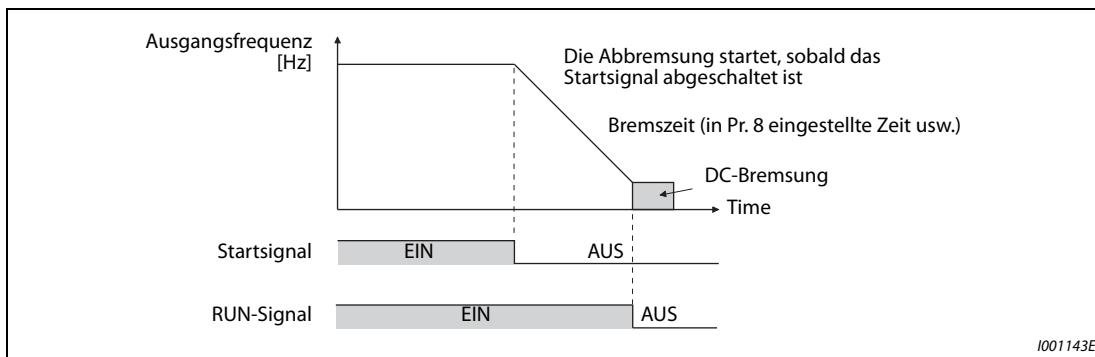 Ausgangsfrequenz
[Hz]
Die Abbremsung startet, sobald das
Startsignal abgeschaltet ist
Bremszeit (in Pr. 8 eingestellte Zeit usw.)
DC-Bremsung
Time
Startsignal
EIN
AUS
RUN-Signal
EIN
AUS
I001143E